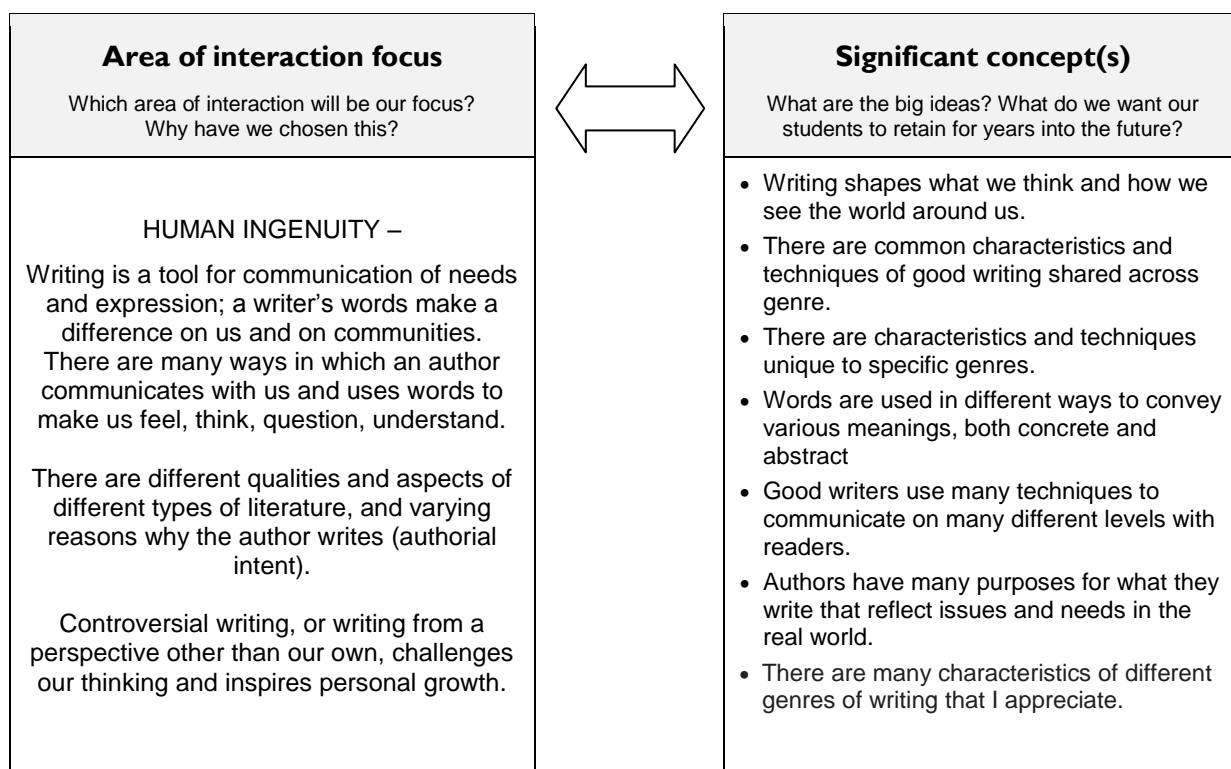 Area of interaction focus
Which area of interaction will be our focus?
Why have we chosen this?
HUMAN INGENUITY –
Writing is a tool for communication of needs
and expression; a writer's words make a
difference on us and on communities.
There are many ways in which an author
communicates with us and uses words to
make us feel, think, question, understand.
There are different qualities and aspects of
different types of literature, and varying
reasons why the author writes (authorial
intent).
Controversial writing, or writing from a
perspective other than our own, challenges
our thinking and inspires personal growth.
Significant concept(s)
What are the big ideas? What do we want our
students to retain for years into the future?
• Writing shapes what we think and how we
see the world around us.
• There are common characteristics and
techniques of good writing shared across
genre.
• There are characteristics and techniques
unique to specific genres.
• Words are used in different ways to convey
various meanings, both concrete and
abstract
• Good writers use many techniques to
communicate on many different levels with
readers.
• Authors have many purposes for what they
write that reflect issues and needs in the
real world.
• There are many characteristics of different
genres of writing that I appreciate.